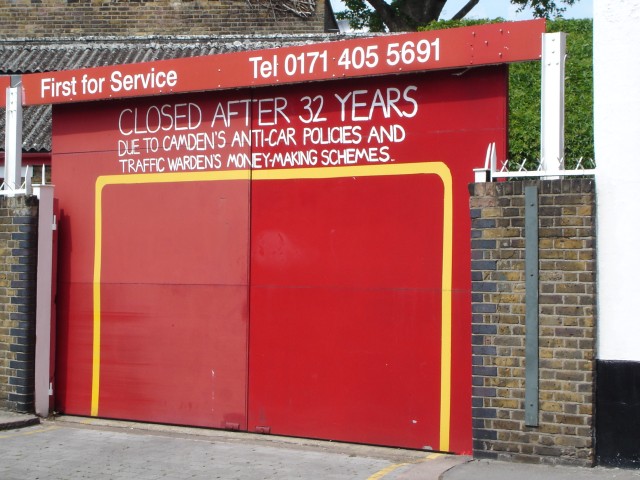 First for Service Tel 0171 405 5691
CLOSED AFTER 32 YEARS
DUE TO CAMDEN'S ANTI-CAR POLICIES AND
TRAFFIC WARDEN'S MONEY-MAKING SCHEMES..